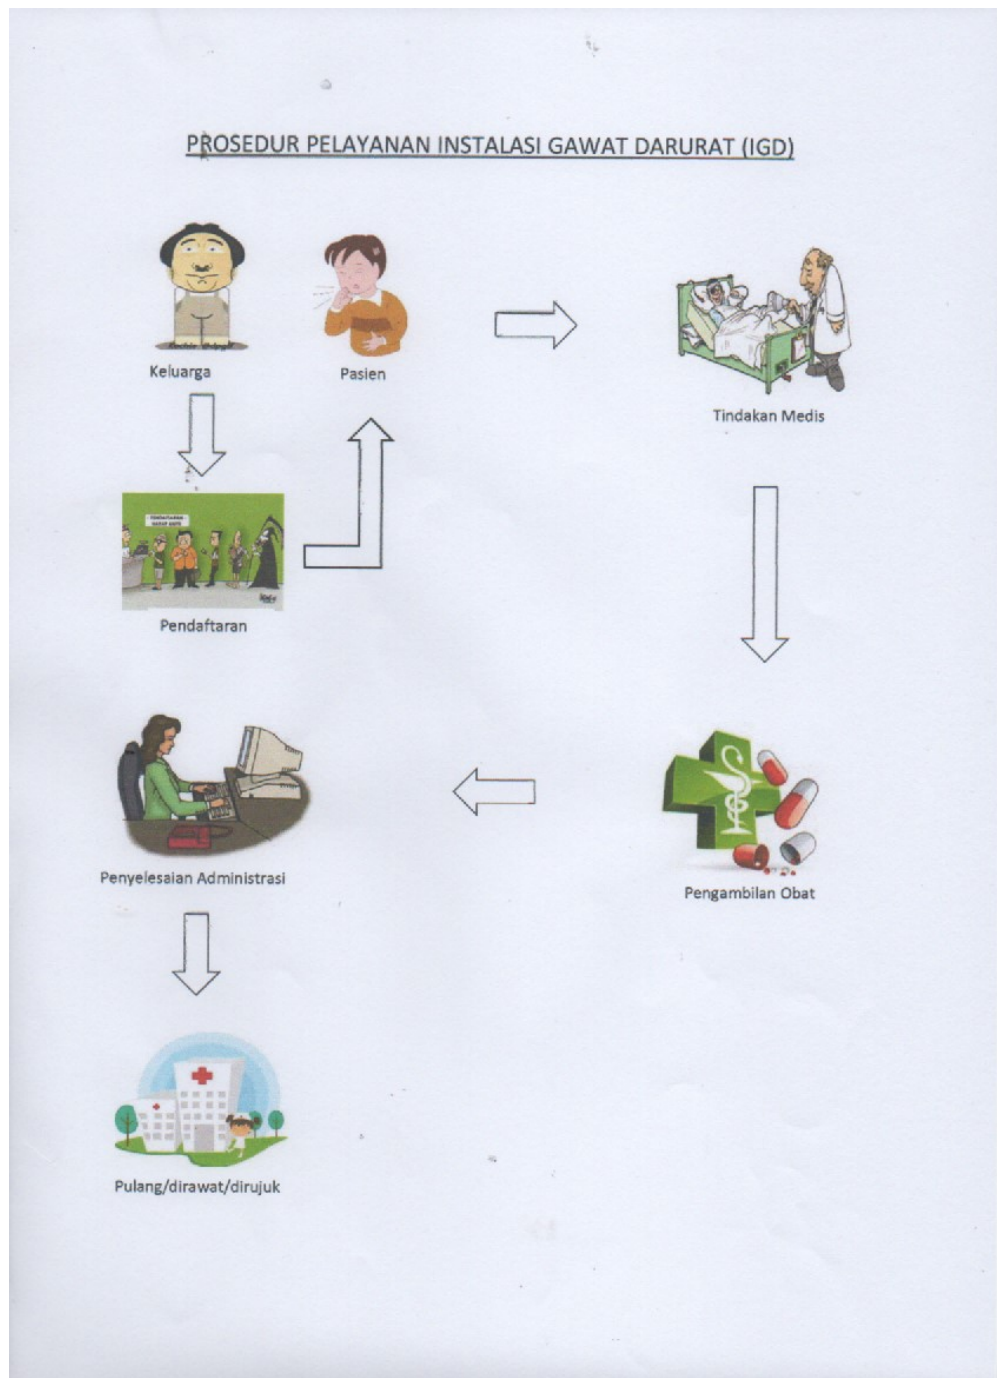 PROSEDUR PELAYANAN INSTALASI GAWAT DARURAT (IGD)
Keluarga
Pasien
Tindakan Medis
Pendaftaran
Penyelesaian Administrasi
Pengambilan Obat
Pulang/dirawat/dirujuk